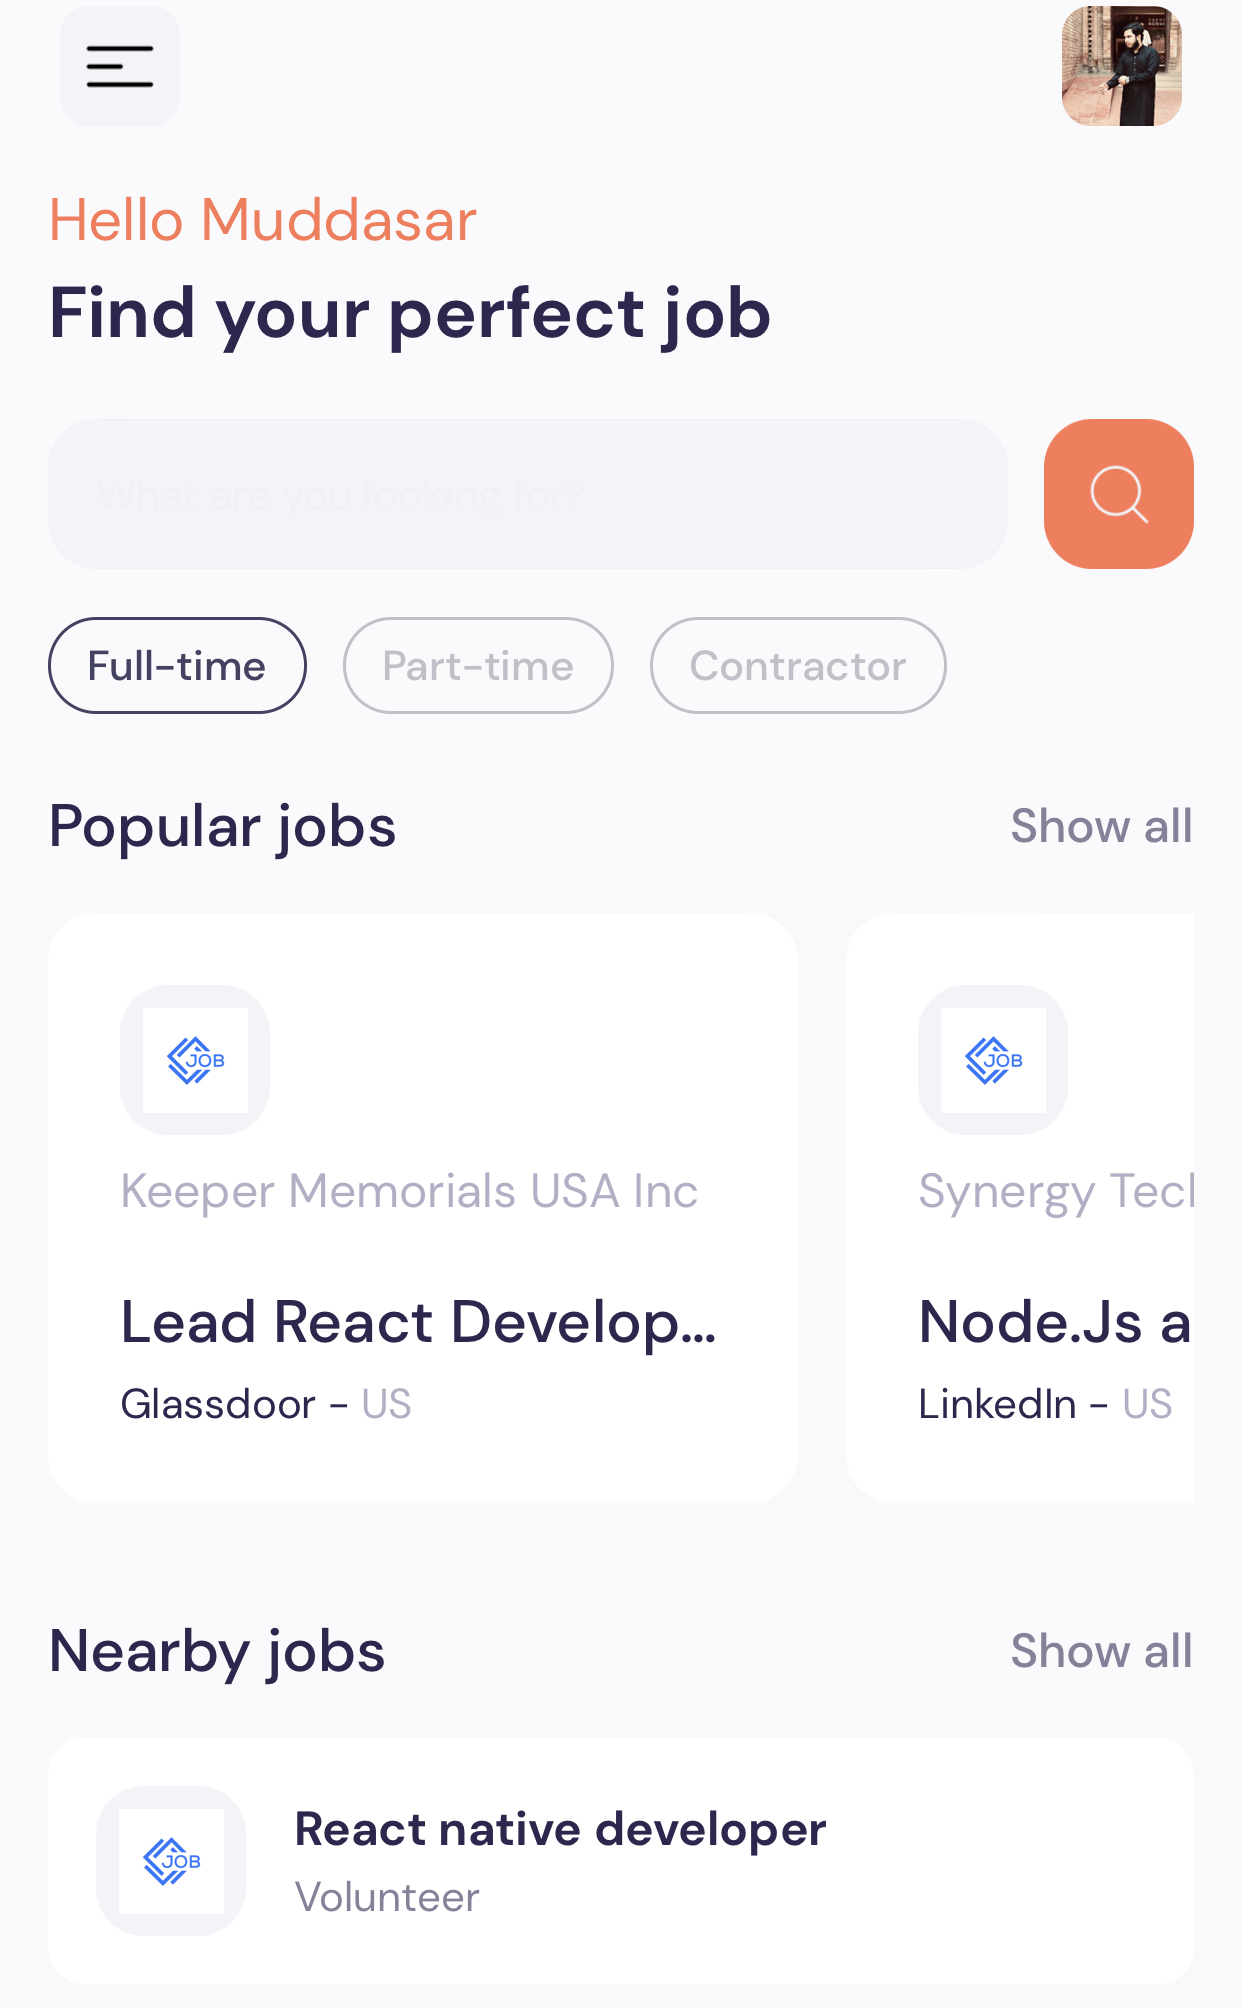 Hello Muddasar
Find your perfect job
What are you looking for?
Full-time
Part-time
Contractor
Popular jobs
Show all
JOB
Keeper Memorials USA Inc
Lead React Develop...
Glassdoor - US
JOB
Synergy Tecl
Node.Js a
LinkedIn - US
Nearby jobs
Show all
JOB
React native developer
Volunteer